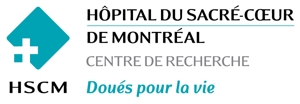 HÔPITAL DU SACRÉ-CŒUR
DE MONTRÉAL
CENTRE DE RECHERCHE
HSCM
Doués pour la vie